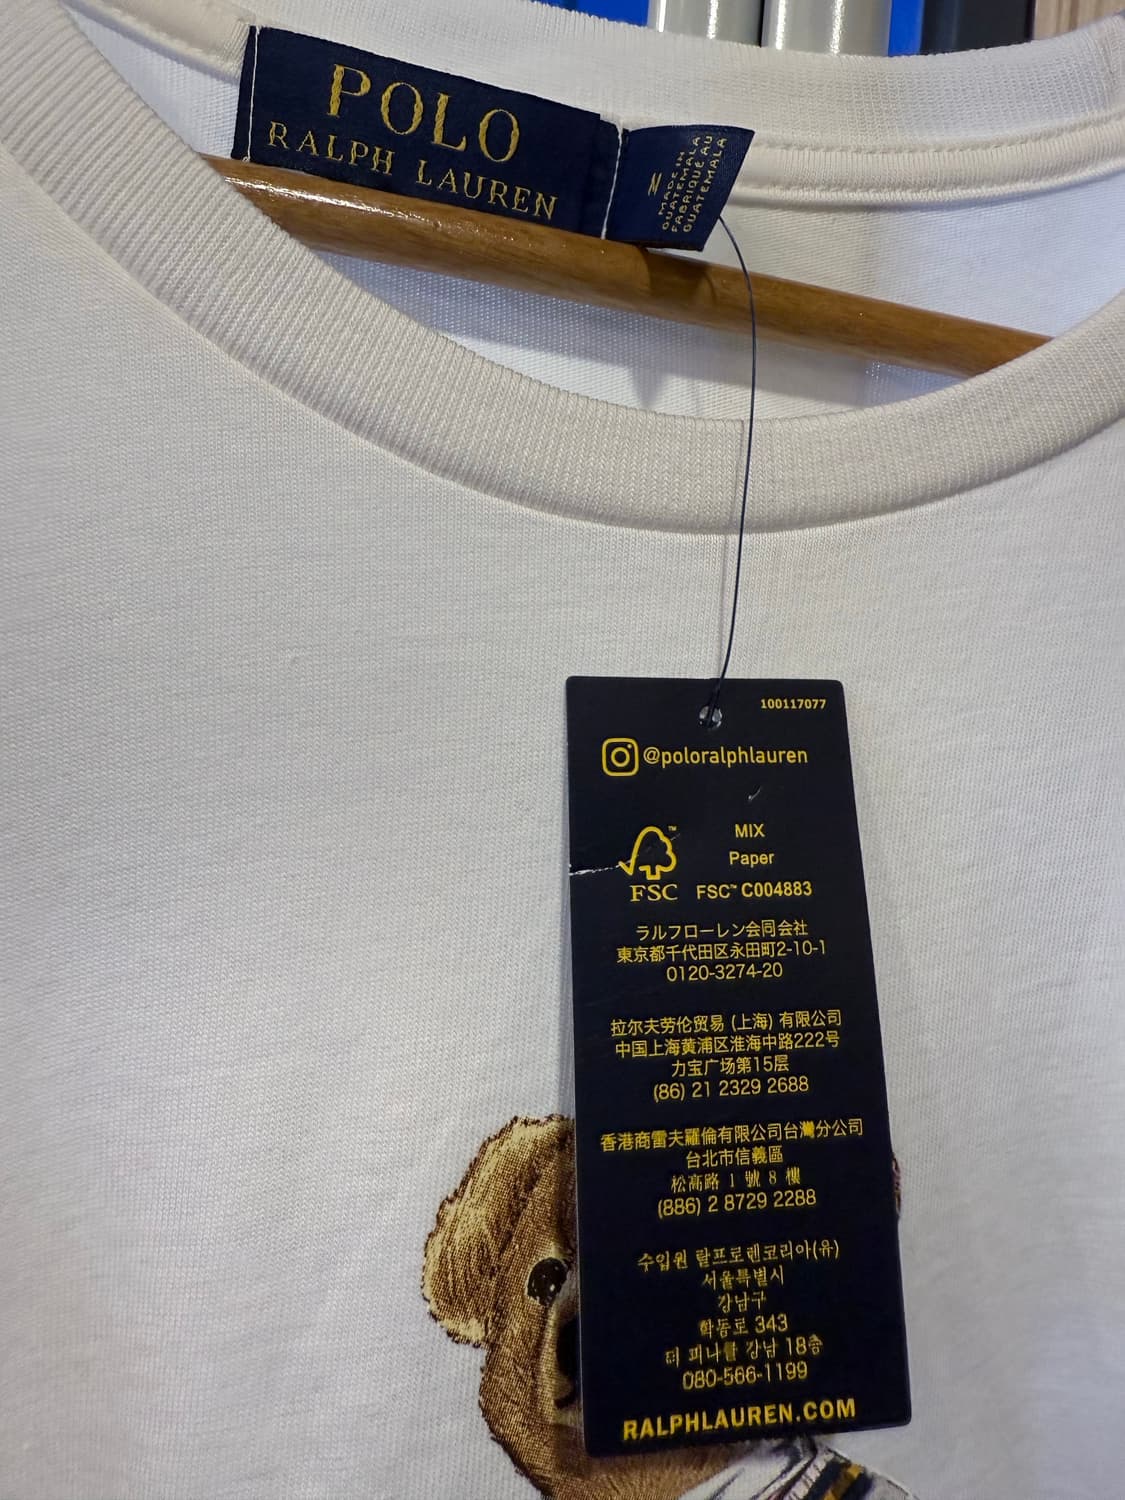 POLO
RALPH LAUREN
M
MADE IN
GUATEMALA
FABRIQUÉ AU
GUATEMALA
100117077
@poloralphlauren
FSC
MIX
Paper
FSC™ C004883
ラルフローレン合同会社
東京都千代田区永田町2-10-1
0120-3274-20
拉尔夫劳伦贸易 (上海) 有限公司
中国上海黄浦区淮海中路222号
力宝广场第15层
(86) 21 2329 2688
香港商雷夫羅倫有限公司台灣分公司
台北市信義區
松高路 1 號 8 樓
(886) 2 8729 2288
수입원 랄프로렌코리아(유)
서울특별시
강남구
학동로 343
더 피나클 강남 18층
080-566-1199
RALPHLAUREN.COM